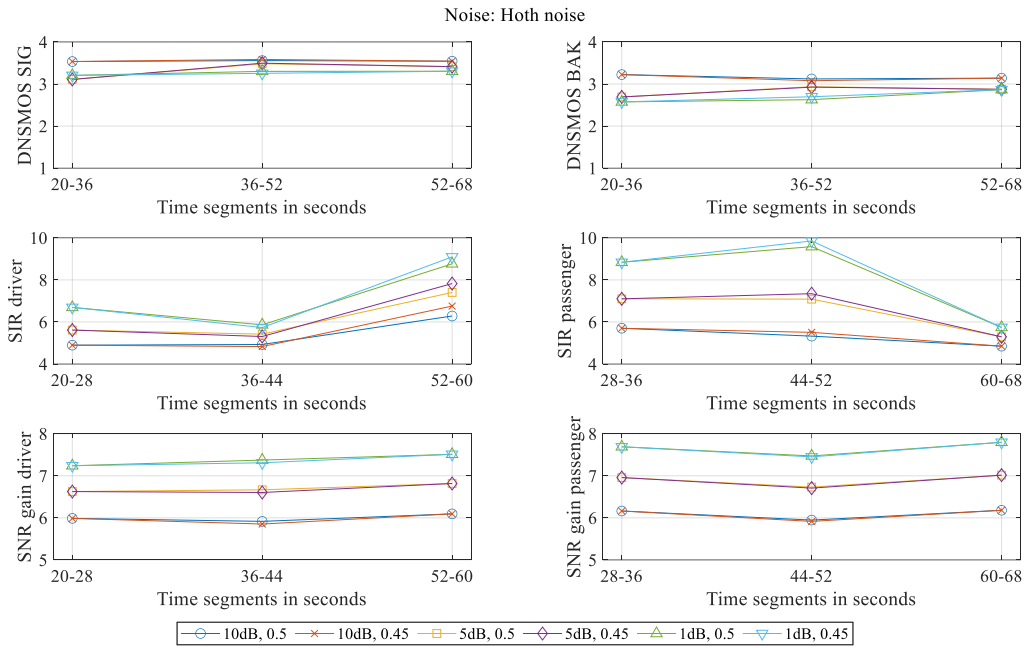 Noise: Hoth noise
DNSMOS SIG
4
3
2
1
20-36 36-52 52-68
Time segments in seconds
DNSMOS BAK
4
3
2
1
20-36 36-52 52-68
Time segments in seconds
SIR driver
10
8
6
4
20-28 36-44 52-60
Time segments in seconds
SIR passenger
10
8
6
4
28-36 44-52 60-68
Time segments in seconds
SNR gain driver
8
7
6
5
20-28 36-44 52-60
Time segments in seconds
SNR gain passenger
8
7
6
5
28-36 44-52 60-68
Time segments in seconds
10dB, 0.5 10dB, 0.45 5dB, 0.5 5dB, 0.45 1dB, 0.5 1dB, 0.45